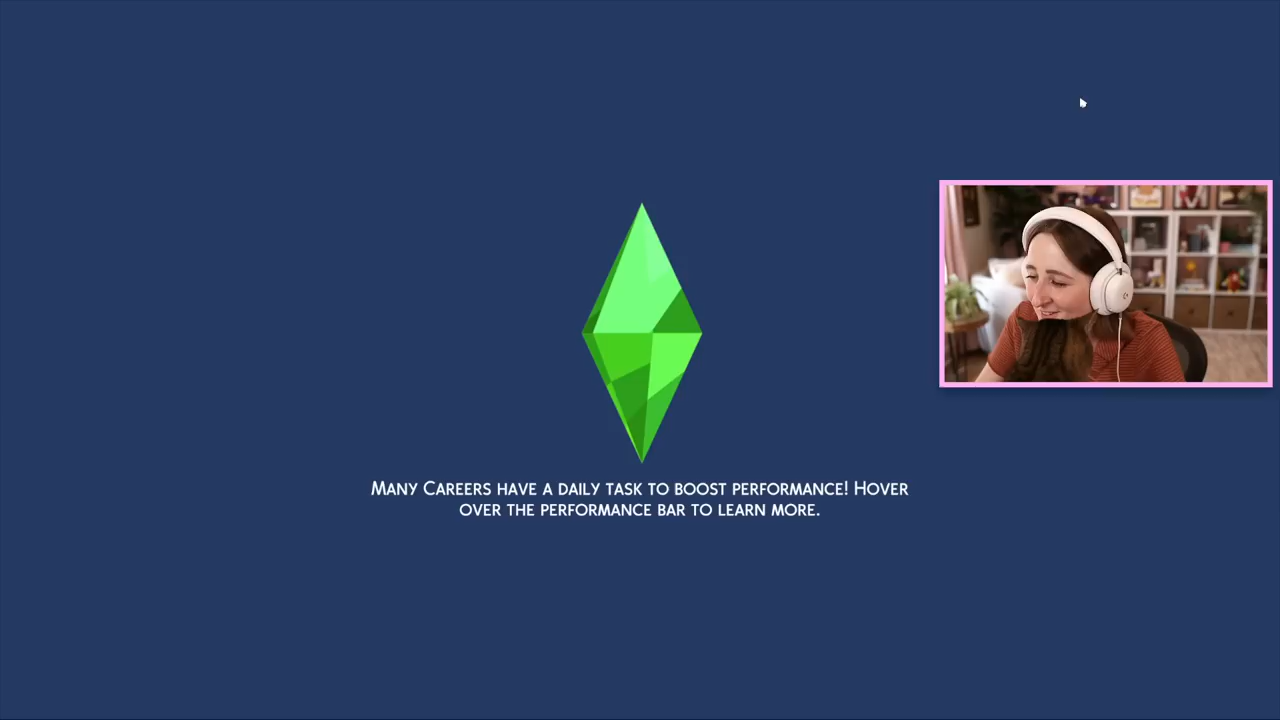 Many Careers have a daily task to boost performance! Hover
over the performance bar to learn more.